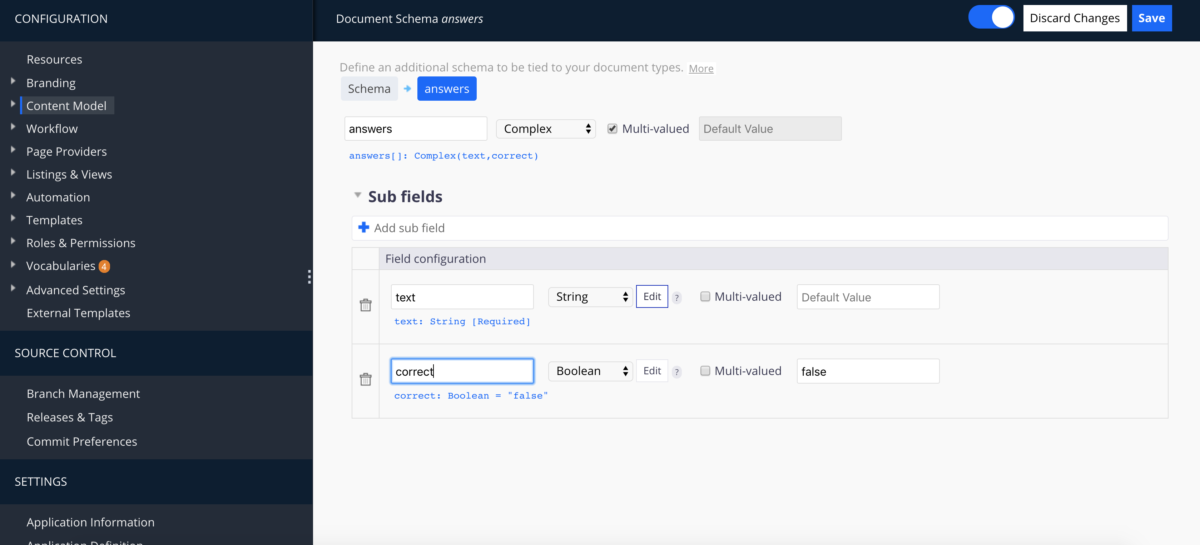 CONFIGURATION
Resources
Branding
Content Model
Workflow
Page Providers
Listings & Views
Automation
Templates
Roles & Permissions
Vocabularies 4
Advanced Settings
External Templates
SOURCE CONTROL
Branch Management
Releases & Tags
Commit Preferences
SETTINGS
Application Information
Application Definition
Document Schema answers
Discard Changes
Save
Define an additional schema to be tied to your document types. More
Schema answers
answers Complex Multi-valued Default Value
answers[]: Complex(text,correct)
Sub fields
Add sub field
Field configuration
text String Edit ? Multi-valued Default Value
text: String [Required]
correct Boolean Edit ? Multi-valued false
correct: Boolean = "false"